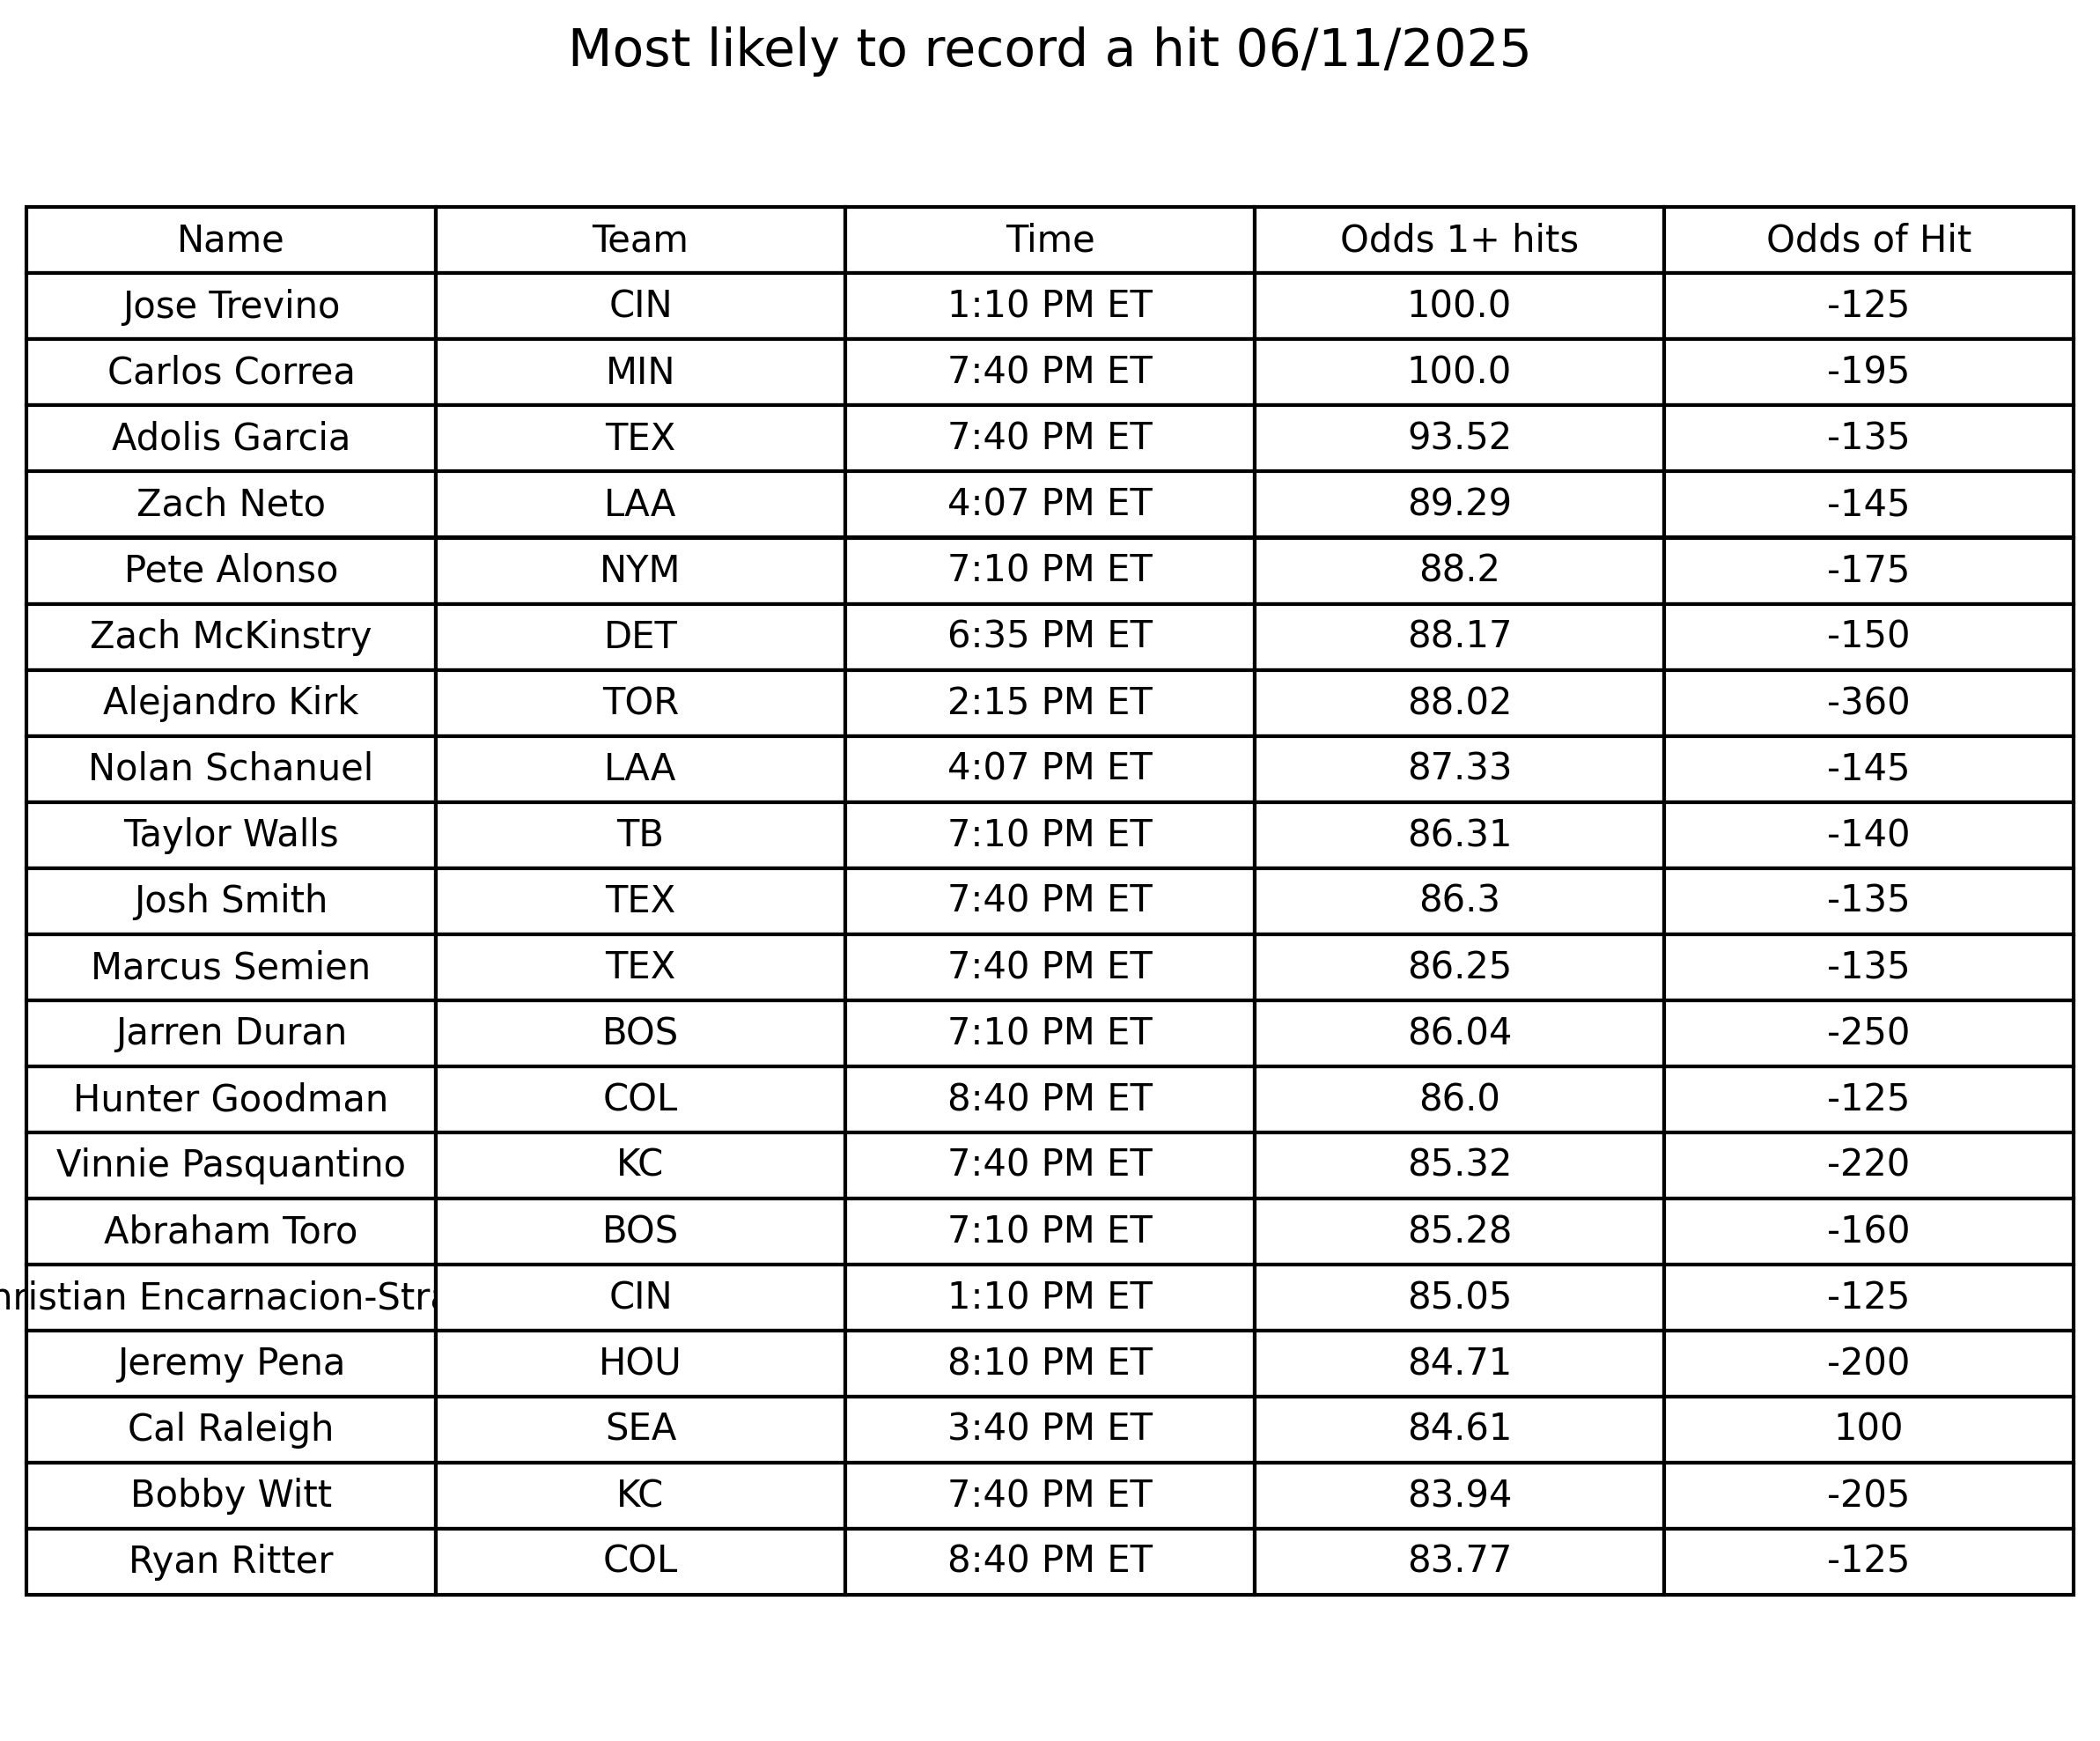 Most likely to record a hit 06/11/2025
Name Team Time Odds 1+ hits Odds of Hit
Jose Trevino CIN 1:10 PM ET 100.0 -125
Carlos Correa MIN 7:40 PM ET 100.0 -195
Adolis Garcia TEX 7:40 PM ET 93.52 -135
Zach Neto LAA 4:07 PM ET 89.29 -145
Pete Alonso NYM 7:10 PM ET 88.2 -175
Zach McKinstry DET 6:35 PM ET 88.17 -150
Alejandro Kirk TOR 2:15 PM ET 88.02 -360
Nolan Schanuel LAA 4:07 PM ET 87.33 -145
Taylor Walls TB 7:10 PM ET 86.31 -140
Josh Smith TEX 7:40 PM ET 86.3 -135
Marcus Semien TEX 7:40 PM ET 86.25 -135
Jarren Duran BOS 7:10 PM ET 86.04 -250
Hunter Goodman COL 8:40 PM ET 86.0 -125
Vinnie Pasquantino KC 7:40 PM ET 85.32 -220
Abraham Toro BOS 7:10 PM ET 85.28 -160
hristian Encarnacion-Stra CIN 1:10 PM ET 85.05 -125
Jeremy Pena HOU 8:10 PM ET 84.71 -200
Cal Raleigh SEA 3:40 PM ET 84.61 100
Bobby Witt KC 7:40 PM ET 83.94 -205
Ryan Ritter COL 8:40 PM ET 83.77 -125